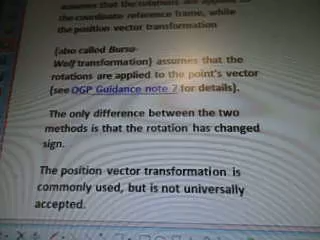 assumes that the rotations are applied to
the coordinate reference frame, while
the position vector transformation
(also called Bursa-
Wolf transformation) assumes that the
rotations are applied to the point's vector
(see OGP Guidance note 7 for details).
The only difference between the two
methods is that the rotation has changed
sign.
The position vector transformation is
commonly used, but is not universally
accepted.